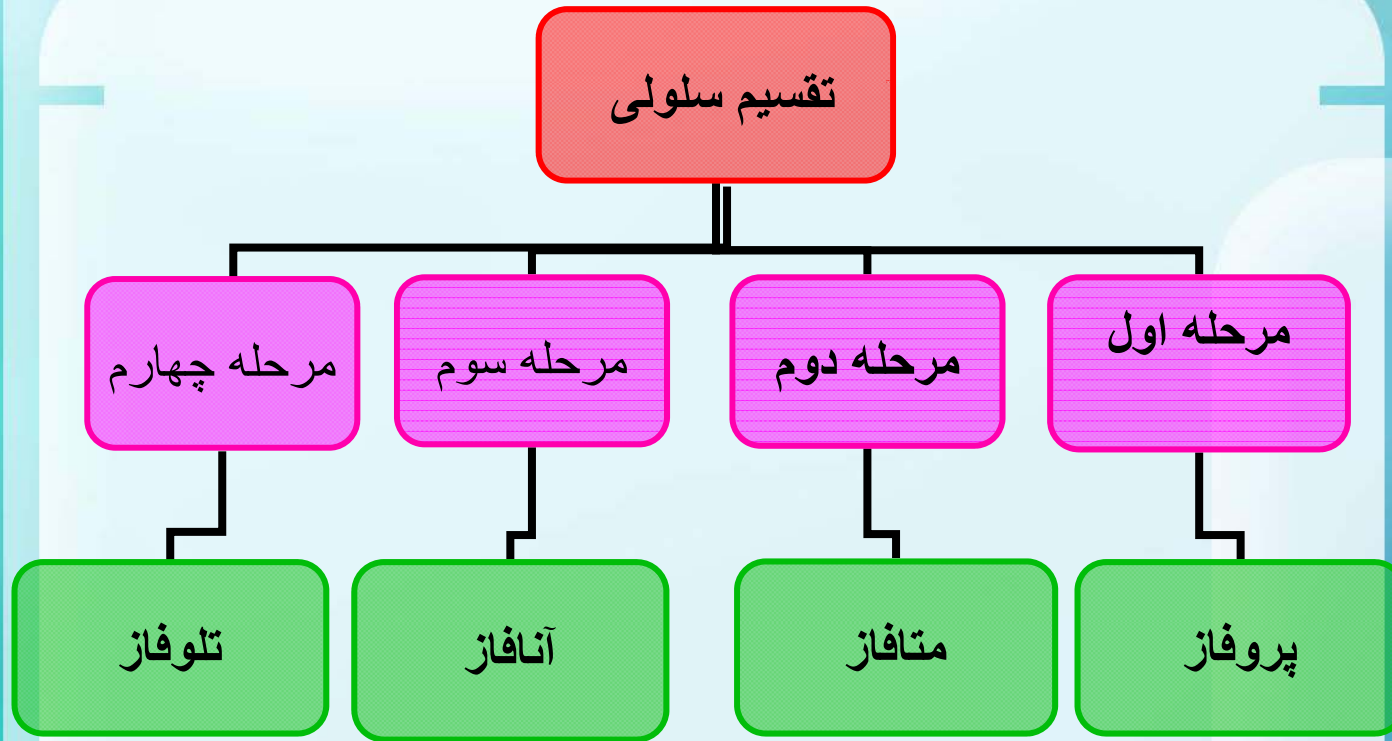 تقسیم سلولی
مرحله اول
مرحله دوم
مرحله سوم
مرحله چهارم
پروفاز
متافاز
آنافاز
تلوفاز